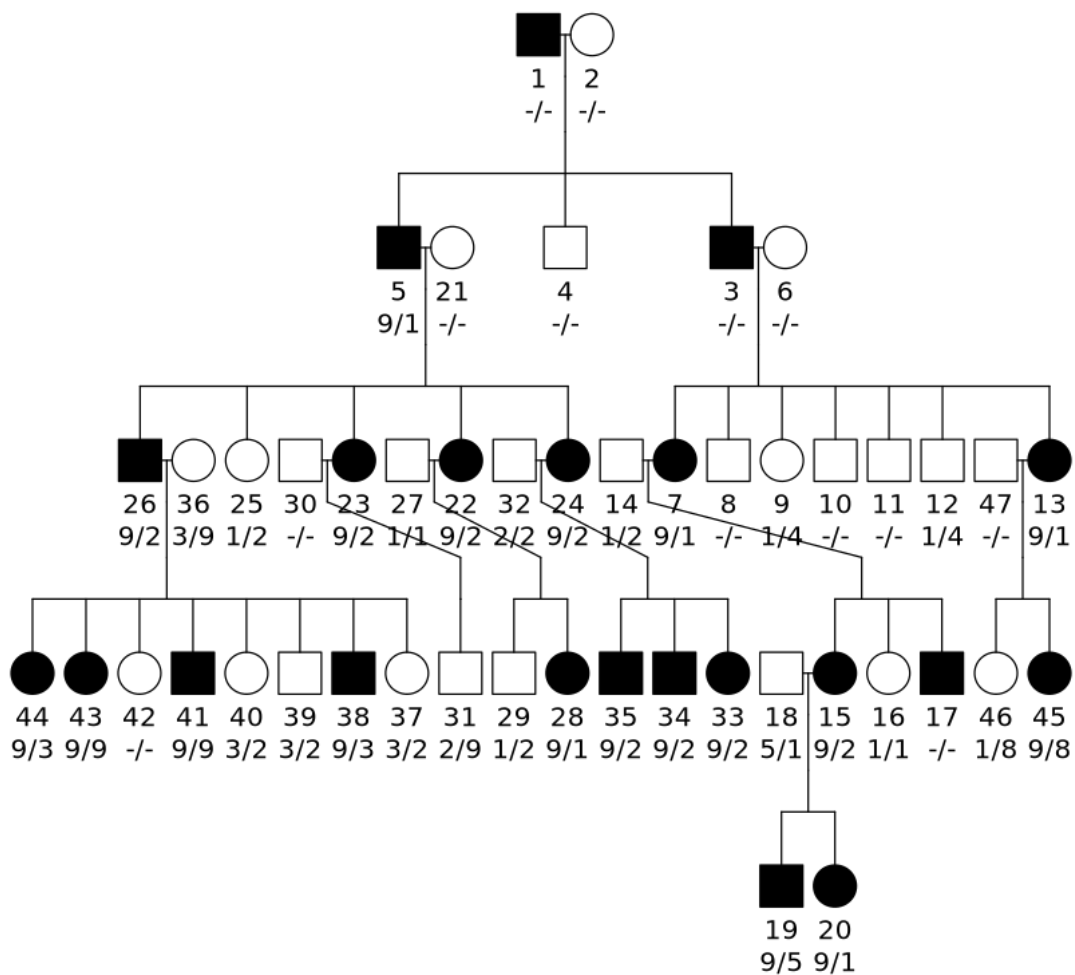 1 2
-/- -/-
5 21 4 3 6
9/1 -/- -/- -/- -/-
26 36 25 30 23 27 22 32 24 14 7 8 9 10 11 12 47 13
9/2 3/9 1/2 -/- 9/2 1/1 9/2 2/2 9/2 1/2 9/1 -/- 1/4 -/- -/- 1/4 -/- 9/1
44 43 42 41 40 39 38 37 31 29 28 35 34 33 18 15 16 17 46 45
9/3 9/9 -/- 9/9 3/2 3/2 9/3 3/2 2/9 1/2 9/1 9/2 9/2 9/2 5/1 9/2 1/1 -/- 1/8 9/8
19 20
9/5 9/1